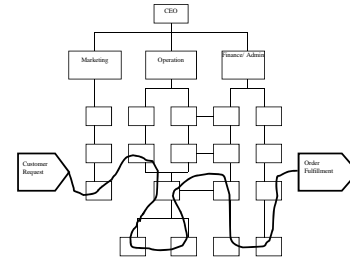 CEO
Marketing
Operation
Finance/ Admin
Customer
Request
Order
Fulfillment